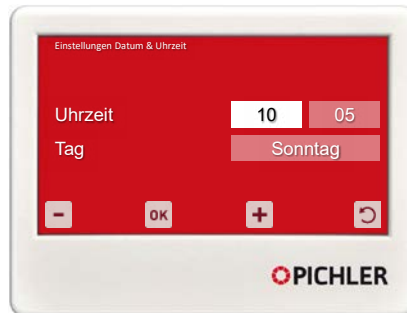 Einstellungen Datum & Uhrzeit
Uhrzeit 10 05
Tag Sonntag
- OK +
PICHLER